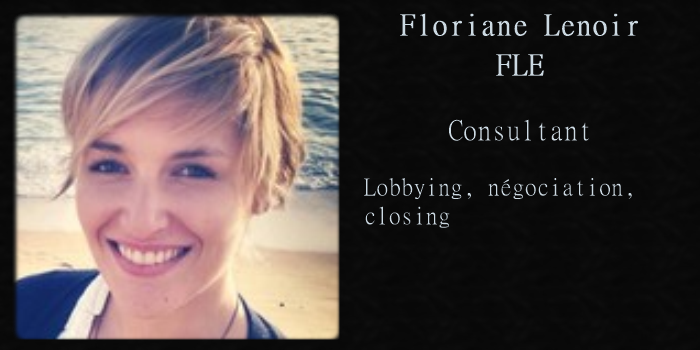 Floriane Lenoir
FLE
Consultant
Lobbying, négociation,
closing